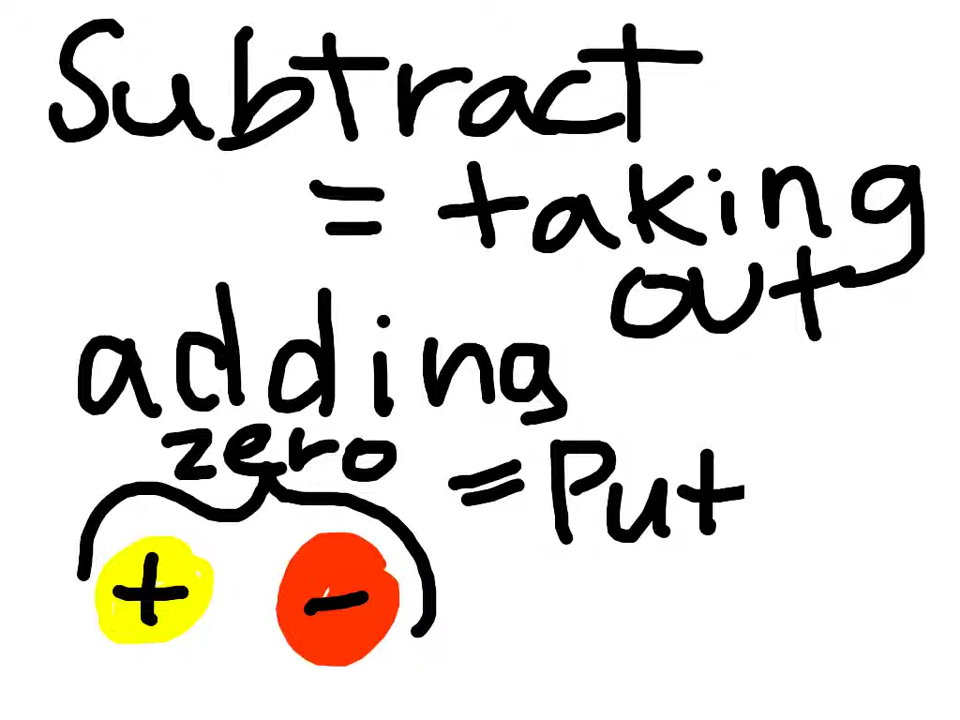 Subtract
= taking
out
adding
zero
= Put
+ -